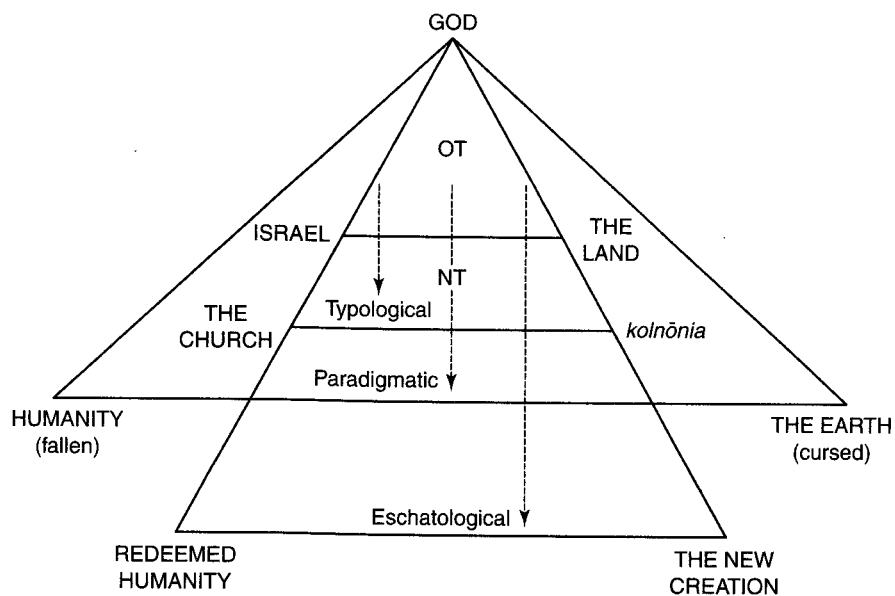 GOD
OT
ISRAEL
THE
LAND
NT
Typological
THE
CHURCH
kolnōnia
Paradigmatic
HUMANITY
(fallen)
THE EARTH
(cursed)
Eschatological
REDEEMED
HUMANITY
THE NEW
CREATION